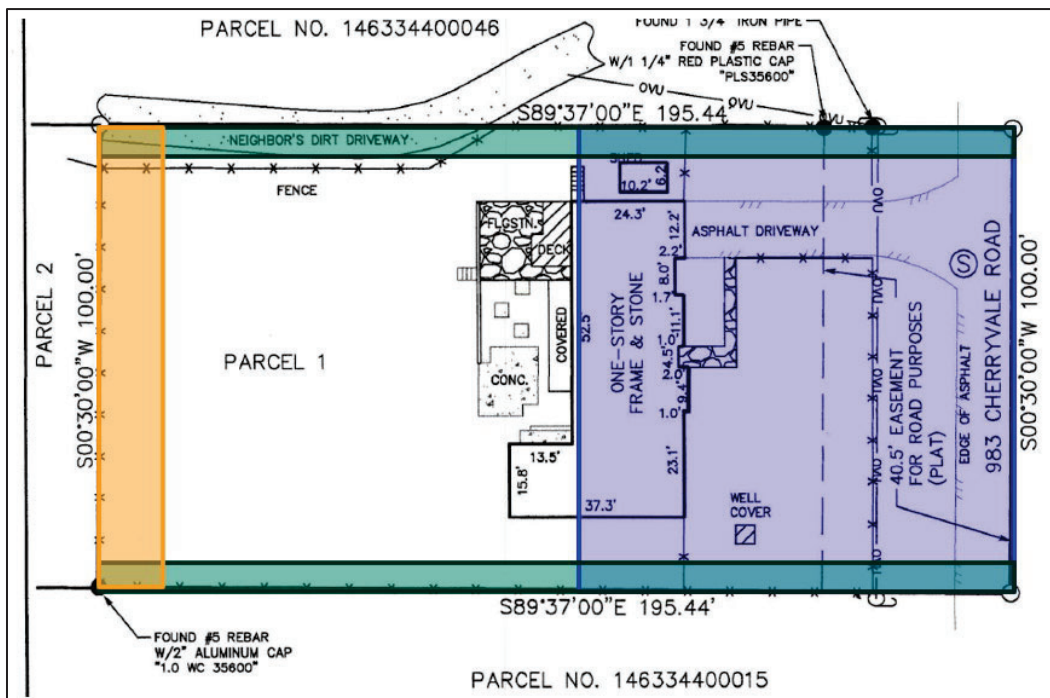 PARCEL NO. 146334400046
FOUND 1 3/4" IRON PIPE
FOUND #5 REBAR
W/1 1/4" RED PLASTIC CAP
"PLS35600"
OVU
OVU
OVU
S89°37'00"E 195.44'
NEIGHBOR'S DIRT DRIVEWAY
FENCE
SHED
10.2'
6.2'
24.3'
12.2'
ASPHALT DRIVEWAY
FLGSTN.
DECK
2.2'
8.0'
1.7'
11.1'
COVERED
52.5'
ONE-STORY
FRAME & STONE
CONC.
4.5'
9.4'
1.0'
13.5'
15.8'
23.1'
37.3'
WELL
COVER
OVU
OVU
OVU
OVU
40.5' EASEMENT
FOR ROAD PURPOSES
(PLAT)
EDGE OF ASPHALT
S
983 CHERRYVALE ROAD
S00°30'00"W 100.00'
PARCEL 2
S00°30'00"W 100.00'
PARCEL 1
S89°37'00"E 195.44'
FOUND #5 REBAR
W/2" ALUMINUM CAP
"1.0 WC 35600"
PARCEL NO. 146334400015